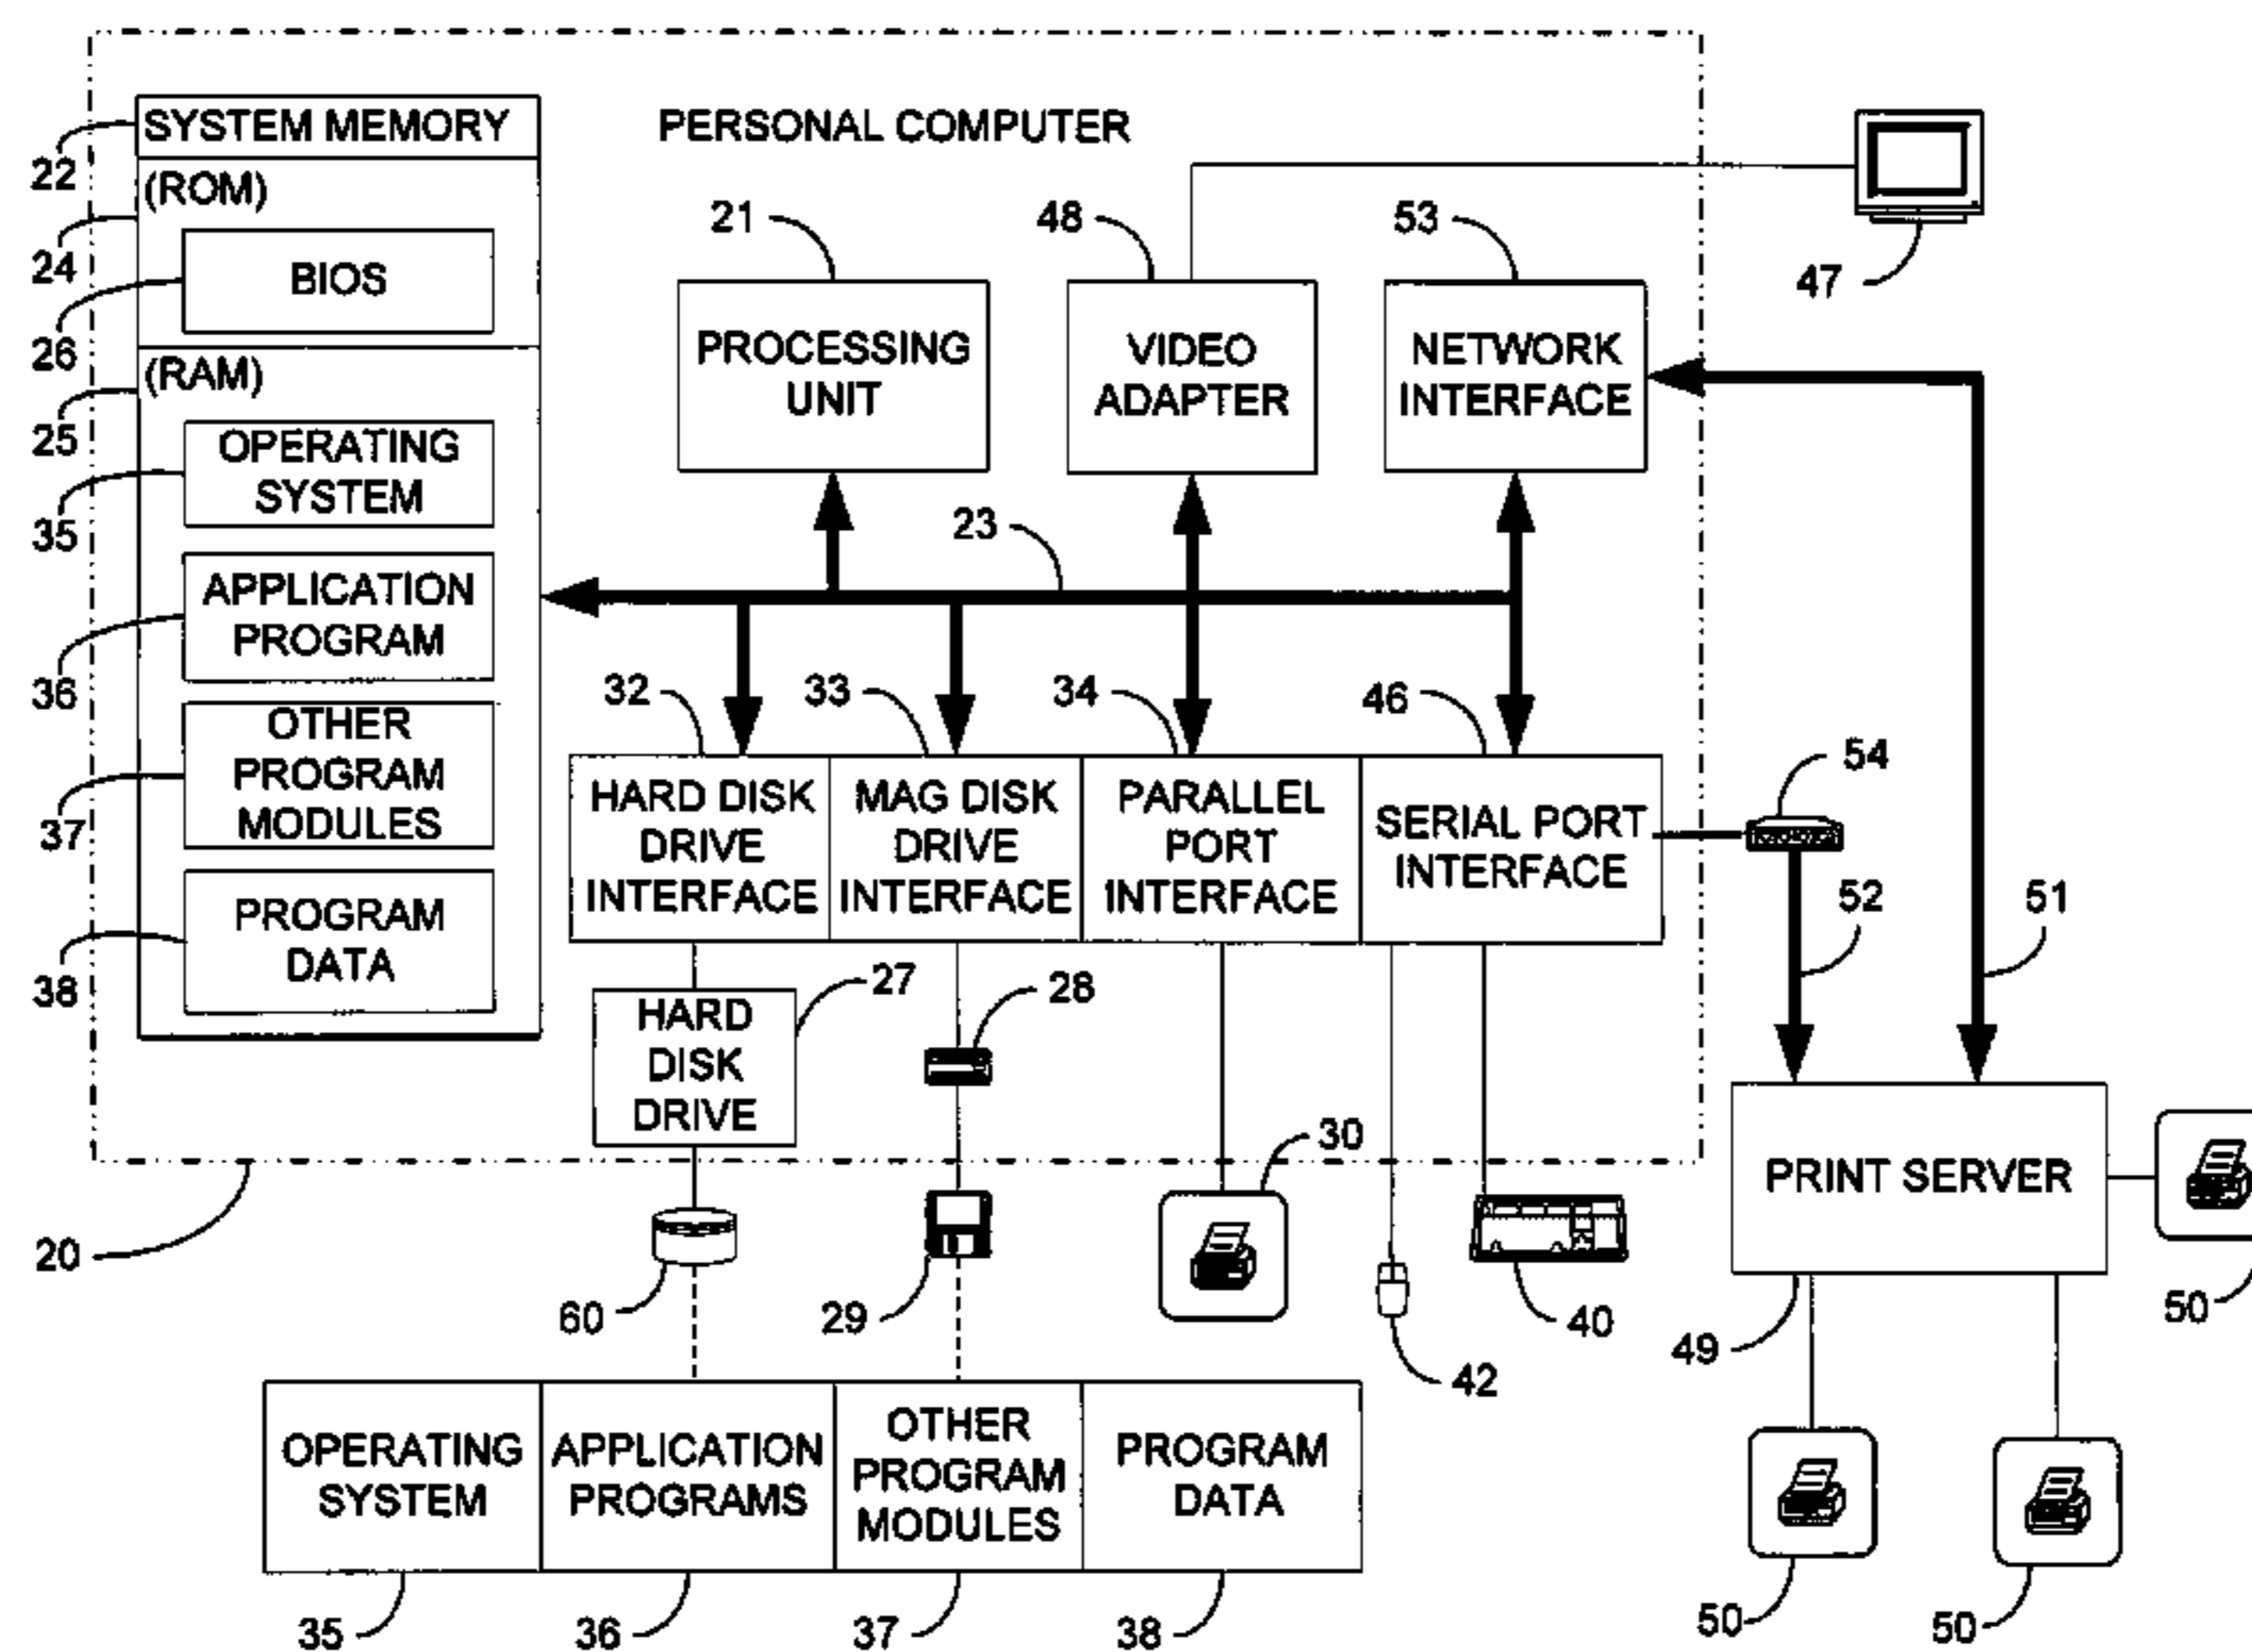 SYSTEM MEMORY
22
(ROM)
24
BIOS
26
(RAM)
25
OPERATING
SYSTEM
35
APPLICATION
PROGRAM
36
OTHER
PROGRAM
MODULES
37
PROGRAM
DATA
38
PERSONAL COMPUTER
21
PROCESSING
UNIT
48
VIDEO
ADAPTER
53
NETWORK
INTERFACE
47
23
32
HARD DISK
DRIVE
INTERFACE
33
MAG DISK
DRIVE
INTERFACE
34
PARALLEL
PORT
INTERFACE
46
SERIAL PORT
INTERFACE
54
52
51
27
HARD
DISK
DRIVE
28
30
PRINT SERVER
20
60
29
42
40
49
50
OPERATING
SYSTEM
APPLICATION
PROGRAMS
OTHER
PROGRAM
MODULES
PROGRAM
DATA
35
36
37
38
50
50